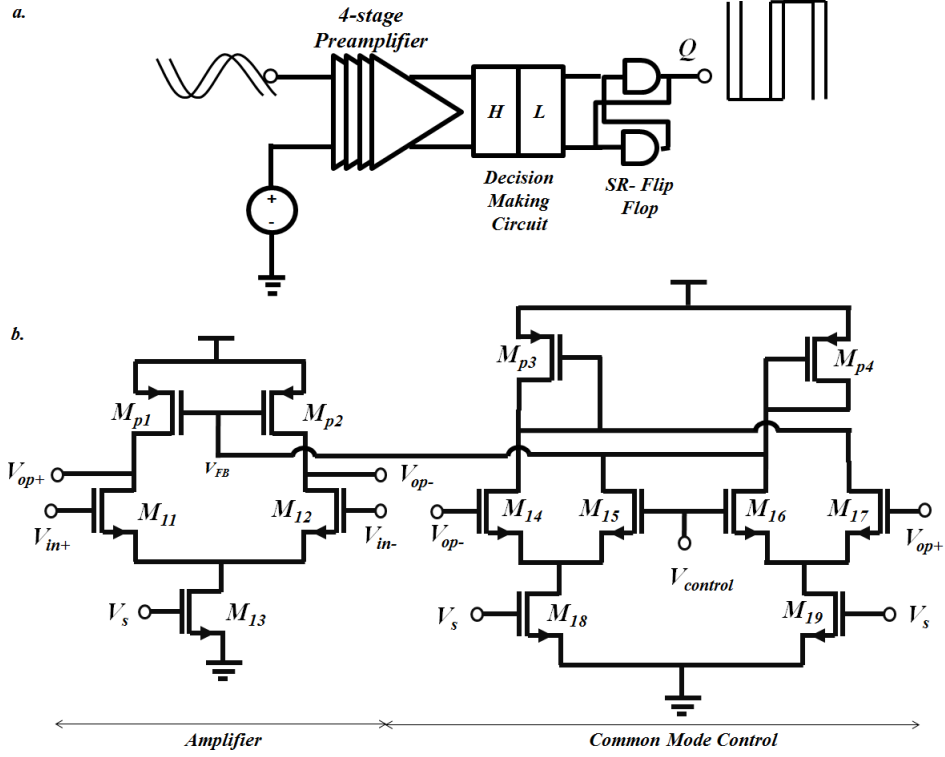 a.
4-stage
Preamplifier
Q
H L
+
-
Decision
Making
Circuit
SR- Flip
Flop
b.
Mp3
Mp4
Mp1
Mp2
VFB
Vop+
Vop-
M11
M12
Vin+
Vin-
M14
M15
M16
M17
Vop-
Vop+
Vcontrol
Vs
M13
Vs
M18
M19
Vs
Amplifier
Common Mode Control